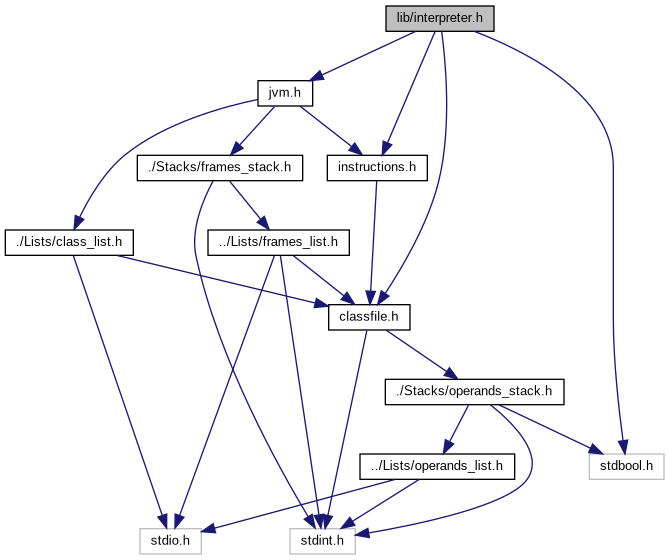 lib/interpreter.h
jvm.h
./Stacks/frames_stack.h
instructions.h
./Lists/class_list.h
../Lists/frames_list.h
classfile.h
./Stacks/operands_stack.h
../Lists/operands_list.h
stdbool.h
stdio.h
stdint.h